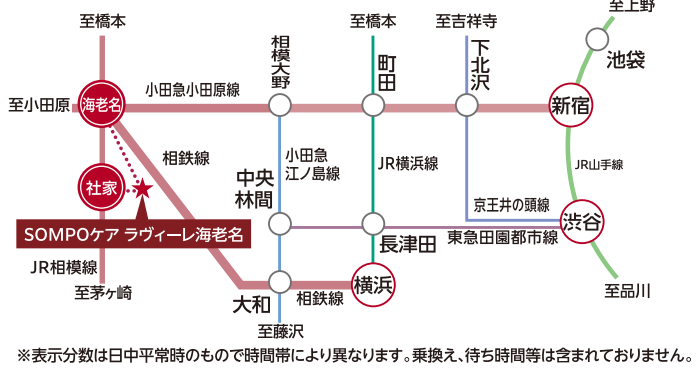 至橋本
至橋本
至吉祥寺
至上野
相模大野
町田
下北沢
池袋
小田急小田原線
至小田原
海老名
新宿
相鉄線
小田急
江ノ島線
JR横浜線
JR山手線
社家
中央
林間
京王井の頭線
渋谷
SOMPOケア ラヴィーレ海老名
東急田園都市線
長津田
JR相模線
至茅ヶ崎
大和
相鉄線
横浜
至品川
至藤沢
※表示分数は日中平常時のもので時間帯により異なります。乗換え、待ち時間等は含まれておりません。